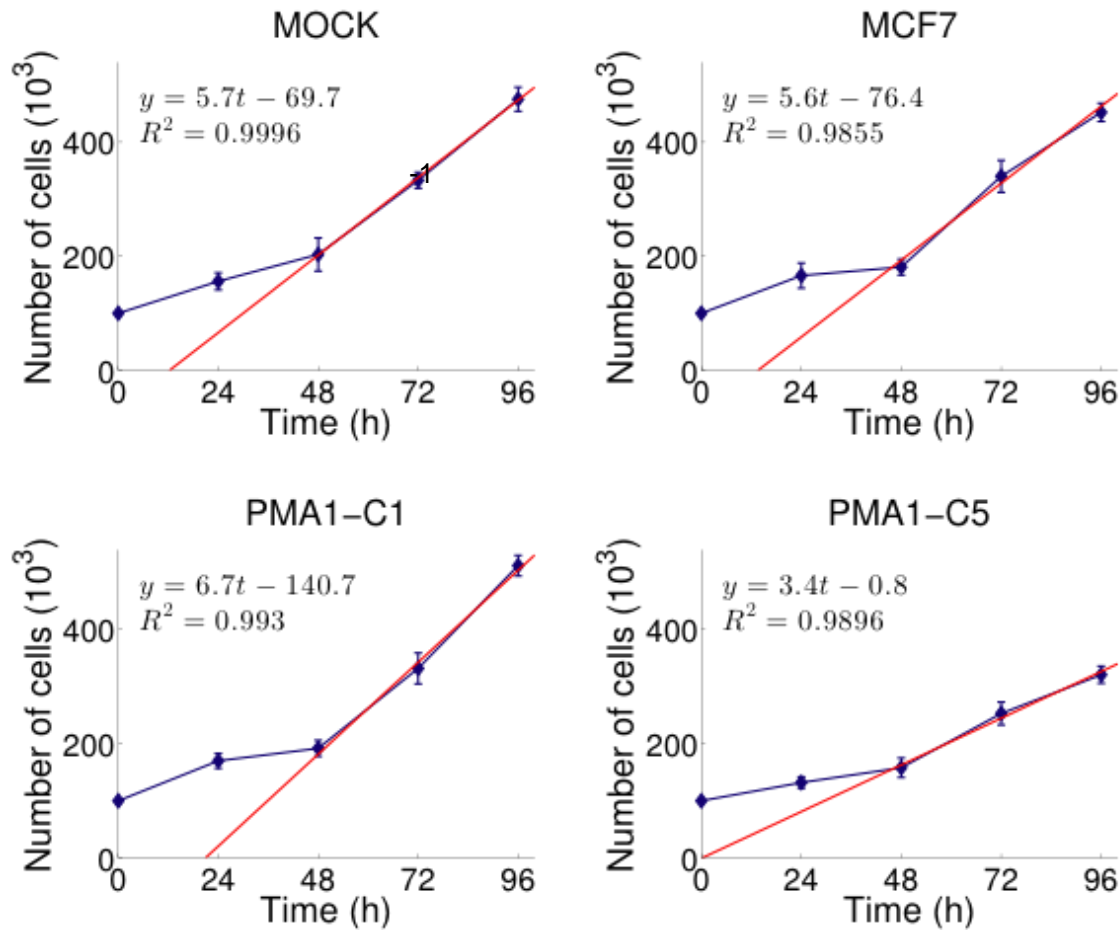 MOCK
Number of cells (10³)
y = 5.7t − 69.7
R² = 0.9996
400
200
0
-1
0 24 48 72 96
Time (h)
MCF7
Number of cells (10³)
y = 5.6t − 76.4
R² = 0.9855
400
200
0
0 24 48 72 96
Time (h)
PMA1−C1
Number of cells (10³)
y = 6.7t − 140.7
R² = 0.993
400
200
0
0 24 48 72 96
Time (h)
PMA1−C5
Number of cells (10³)
y = 3.4t − 0.8
R² = 0.9896
400
200
0
0 24 48 72 96
Time (h)